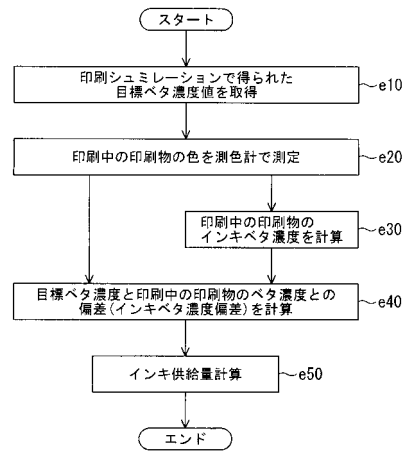 スタート
印刷シュミレーションで得られた
目標ベタ濃度値を取得
e10
印刷中の印刷物の色を測色計で測定
e20
印刷中の印刷物の
インキベタ濃度を計算
e30
目標ベタ濃度と印刷中の印刷物のベタ濃度との
偏差(インキベタ濃度偏差)を計算
e40
インキ供給量計算
e50
エンド